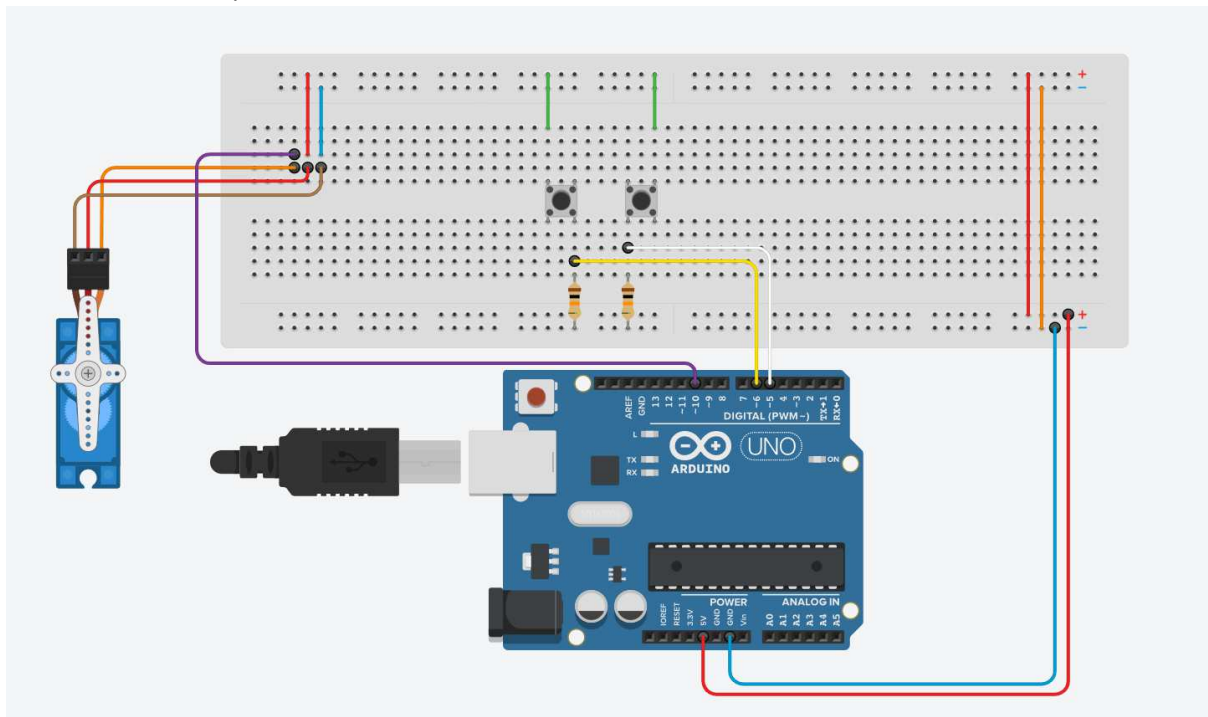 +
−
+
−
AREF
GND
13
12
~11
~10
~9
8
7
~6
~5
4
~3
2
TX→1
RX←0
DIGITAL (PWM~)
L
TX
RX
UNO
ARDUINO
ON
POWER
ANALOG IN
IOREF
RESET
3.3V
5V
GND
GND
Vin
A0
A1
A2
A3
A4
A5